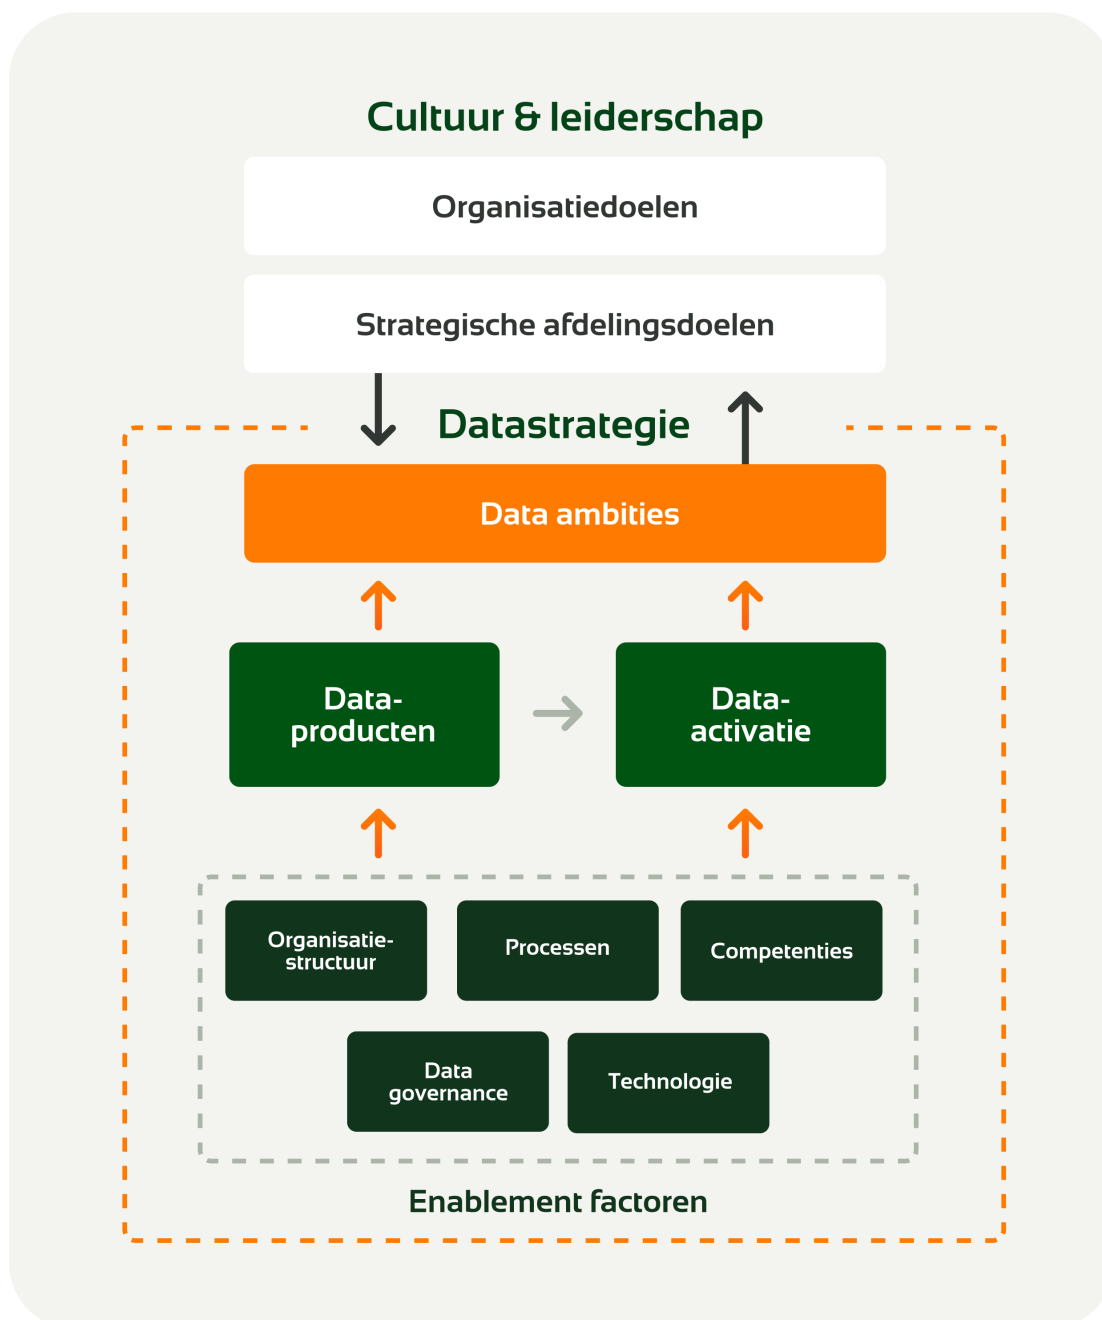 Cultuur & leiderschap
Organisatiedoelen
Strategische afdelingsdoelen
Datastrategie
Data ambities
Data-
producten
Data-
activatie
Organisatie-
structuur
Processen
Competenties
Data
governance
Technologie
Enablement factoren